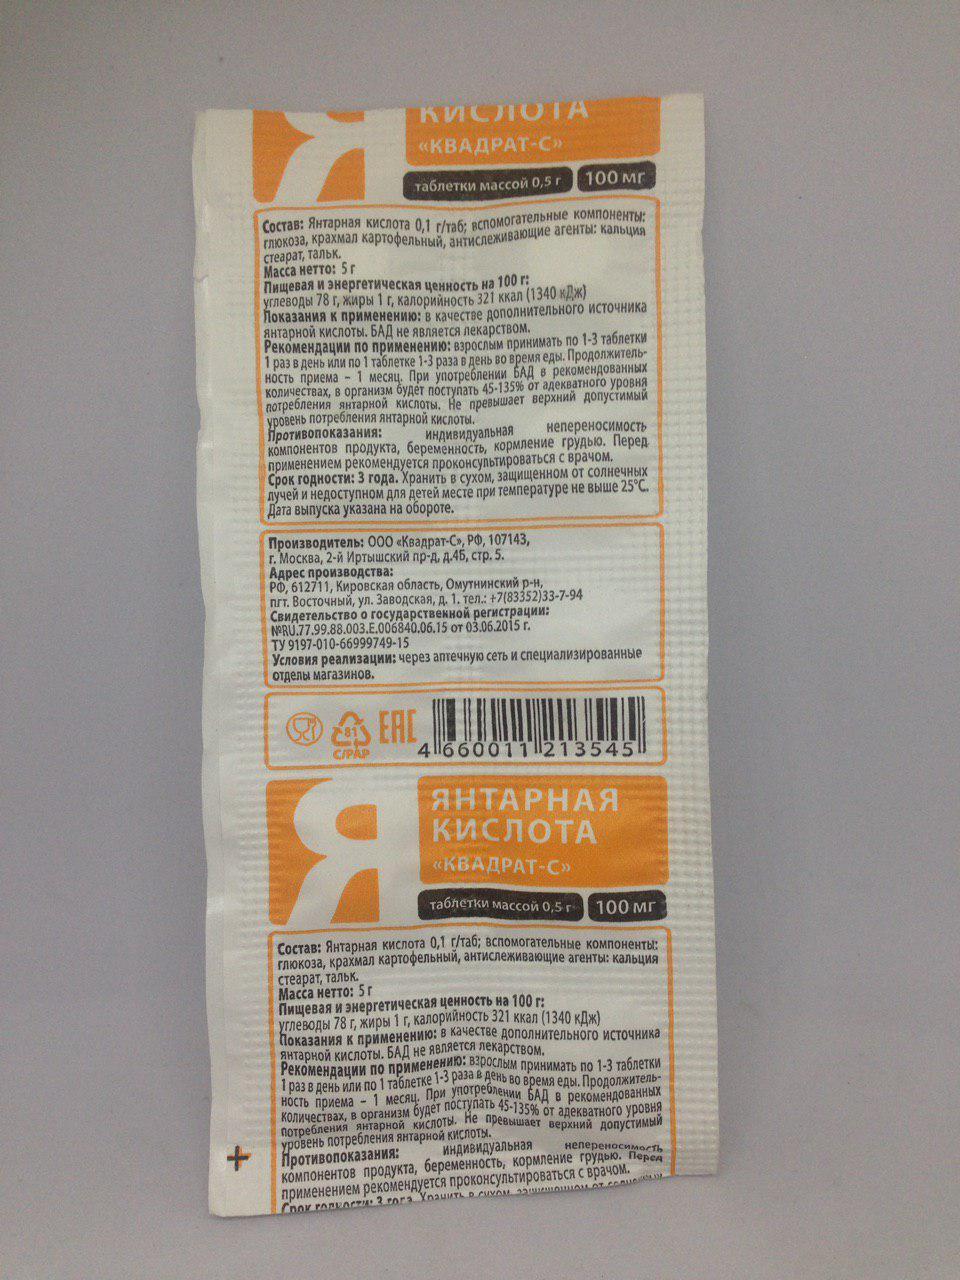 Я
КИСЛОТА
«КВАДРАТ-С»
таблетки массой 0,5 г
100 мг
Состав: Янтарная кислота 0,1 г/таб; вспомогательные компоненты:
глюкоза, крахмал картофельный, антислеживающие агенты: кальция
стеарат, тальк.
Масса нетто: 5 г
Пищевая и энергетическая ценность на 100 г:
углеводы 78 г, жиры 1 г, калорийность 321 ккал (1340 кДж)
Показания к применению: в качестве дополнительного источника
янтарной кислоты. БАД не является лекарством.
Рекомендации по применению: взрослым принимать по 1-3 таблетки
1 раз в день или по 1 таблетке 1-3 раза в день во время еды. Продолжитель-
ность приема – 1 месяц. При употреблении БАД в рекомендованных
количествах, в организм будет поступать 45-135% от адекватного уровня
потребления янтарной кислоты. Не превышает верхний допустимый
уровень потребления янтарной кислоты.
Противопоказания: индивидуальная непереносимость
компонентов продукта, беременность, кормление грудью. Перед
применением рекомендуется проконсультироваться с врачом.
Срок годности: 3 года. Хранить в сухом, защищенном от солнечных
лучей и недоступном для детей месте при температуре не выше 25°С.
Дата выпуска указана на обороте.
Производитель: ООО «Квадрат-С», РФ, 107143,
г. Москва, 2-й Иртышский пр-д, д.4Б, стр. 5.
Адрес производства:
РФ, 612711, Кировская область, Омутнинский р-н,
пгт. Восточный, ул. Заводская, д. 1. тел.: +7(83352)33-7-94
Свидетельство о государственной регистрации:
№RU.77.99.88.003.Е.006840.06.15 от 03.06.2015 г.
ТУ 9197-010-66999749-15
Условия реализации: через аптечную сеть и специализированные
отделы магазинов.
81
C/PAP
EAC
4 660011 213545
Я
ЯНТАРНАЯ
КИСЛОТА
«КВАДРАТ-С»
таблетки массой 0,5 г
100 мг
Состав: Янтарная кислота 0,1 г/таб; вспомогательные компоненты:
глюкоза, крахмал картофельный, антислеживающие агенты: кальция
стеарат, тальк.
Масса нетто: 5 г
Пищевая и энергетическая ценность на 100 г:
углеводы 78 г, жиры 1 г, калорийность 321 ккал (1340 кДж)
Показания к применению: в качестве дополнительного источника
янтарной кислоты. БАД не является лекарством.
Рекомендации по применению: взрослым принимать по 1-3 таблетки
1 раз в день или по 1 таблетке 1-3 раза в день во время еды. Продолжитель-
ность приема – 1 месяц. При употреблении БАД в рекомендованных
количествах, в организм будет поступать 45-135% от адекватного уровня
потребления янтарной кислоты. Не превышает верхний допустимый
уровень потребления янтарной кислоты.
Противопоказания: индивидуальная непереносимость
компонентов продукта, беременность, кормление грудью. Перед
применением рекомендуется проконсультироваться с врачом.
Срок годности: 3 года. Хранить в сухом, защищенном от